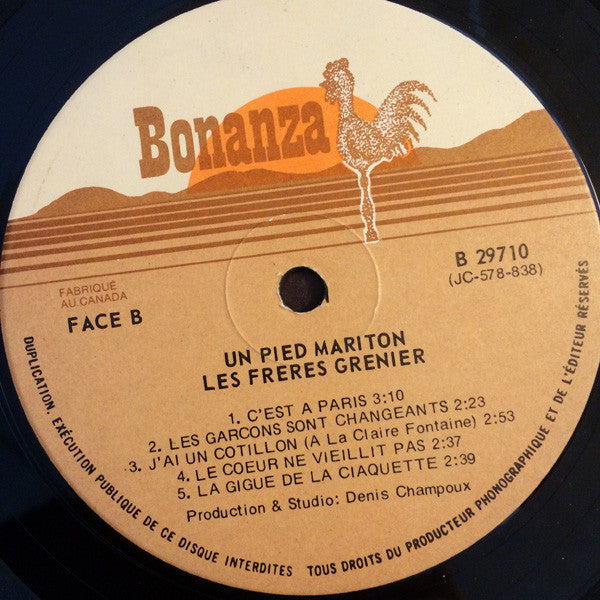 Bonanza
B 29710
(JC-578-838)
FABRIQUÉ
AU CANADA
FACE B
UN PIED MARITON
LES FRERES GRENIER
1. C'EST A PARIS 3:10
2. LES GARCONS SONT CHANGEANTS 2:23
3. J'AI UN COTILLON (A La Claire Fontaine) 2:53
4. LE COEUR NE VIEILLIT PAS 2:37
5. LA GIGUE DE LA CIAQUETTE 2:39
Production & Studio: Denis Champoux
DUPLICATION, EXÉCUTION PUBLIQUE DE CE DISQUE INTERDITES TOUS DROITS DU PRODUCTEUR PHONOGRAPHIQUE ET DE L'ÉDITEUR RÉSERVÉS